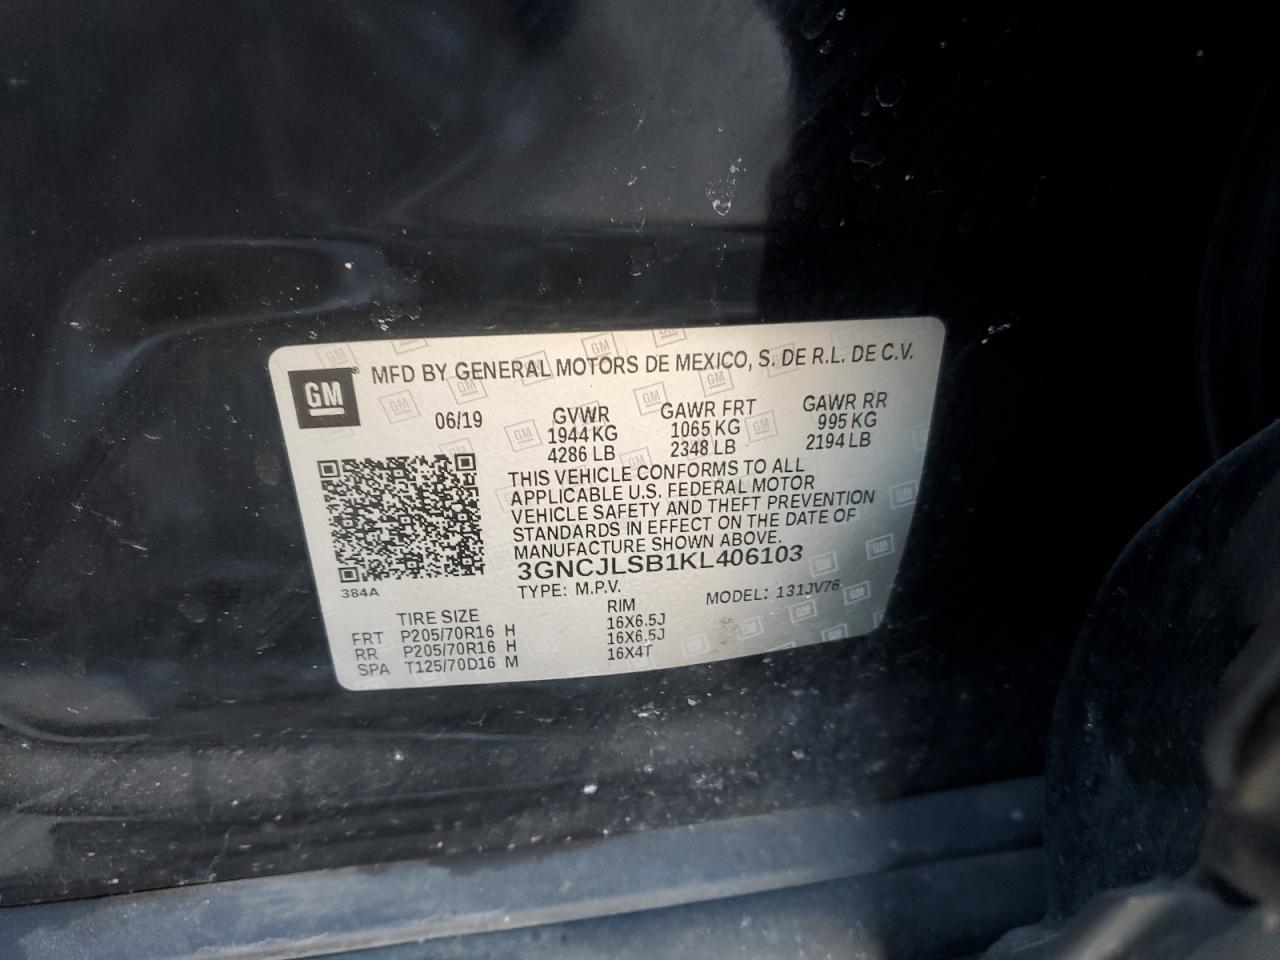 GM
MFD BY GENERAL MOTORS DE MEXICO, S. DE R.L. DE C.V.
06/19 GVWR GAWR FRT GAWR RR
1944 KG 1065 KG 995 KG
4286 LB 2348 LB 2194 LB
THIS VEHICLE CONFORMS TO ALL
APPLICABLE U.S. FEDERAL MOTOR
VEHICLE SAFETY AND THEFT PREVENTION
STANDARDS IN EFFECT ON THE DATE OF
MANUFACTURE SHOWN ABOVE.
3GNCJLSB1KL406103
384A
TYPE: M.P.V. MODEL: 131JV76
TIRE SIZE RIM
FRT P205/70R16 H 16X6.5J
RR P205/70R16 H 16X6.5J
SPA T125/70D16 M 16X4T